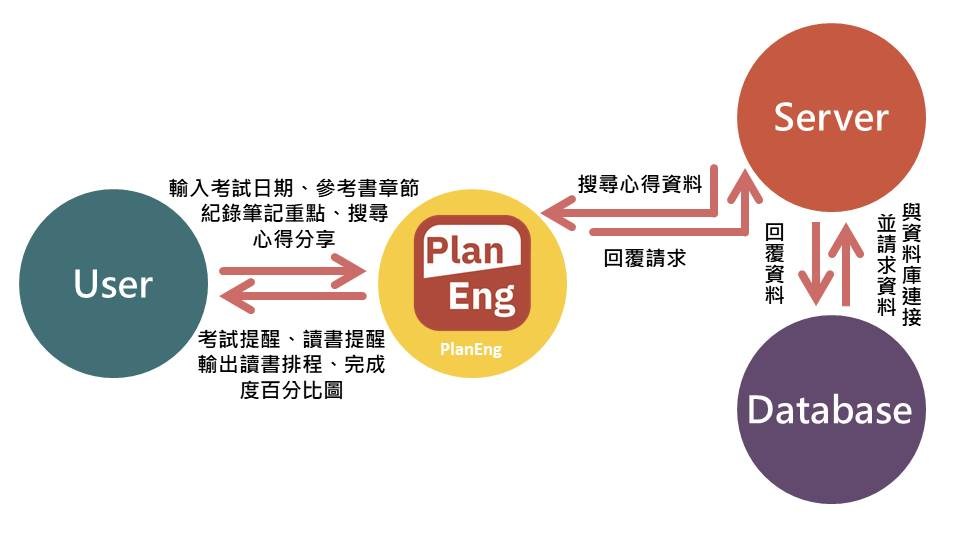 Server
輸入考試日期、參考書章節
紀錄筆記重點、搜尋
心得分享
搜尋心得資料
回覆請求
User
Plan
Eng
PlanEng
考試提醒、讀書提醒
輸出讀書排程、完成
度百分比圖
回覆資料
與資料庫連接
並請求資料
Database